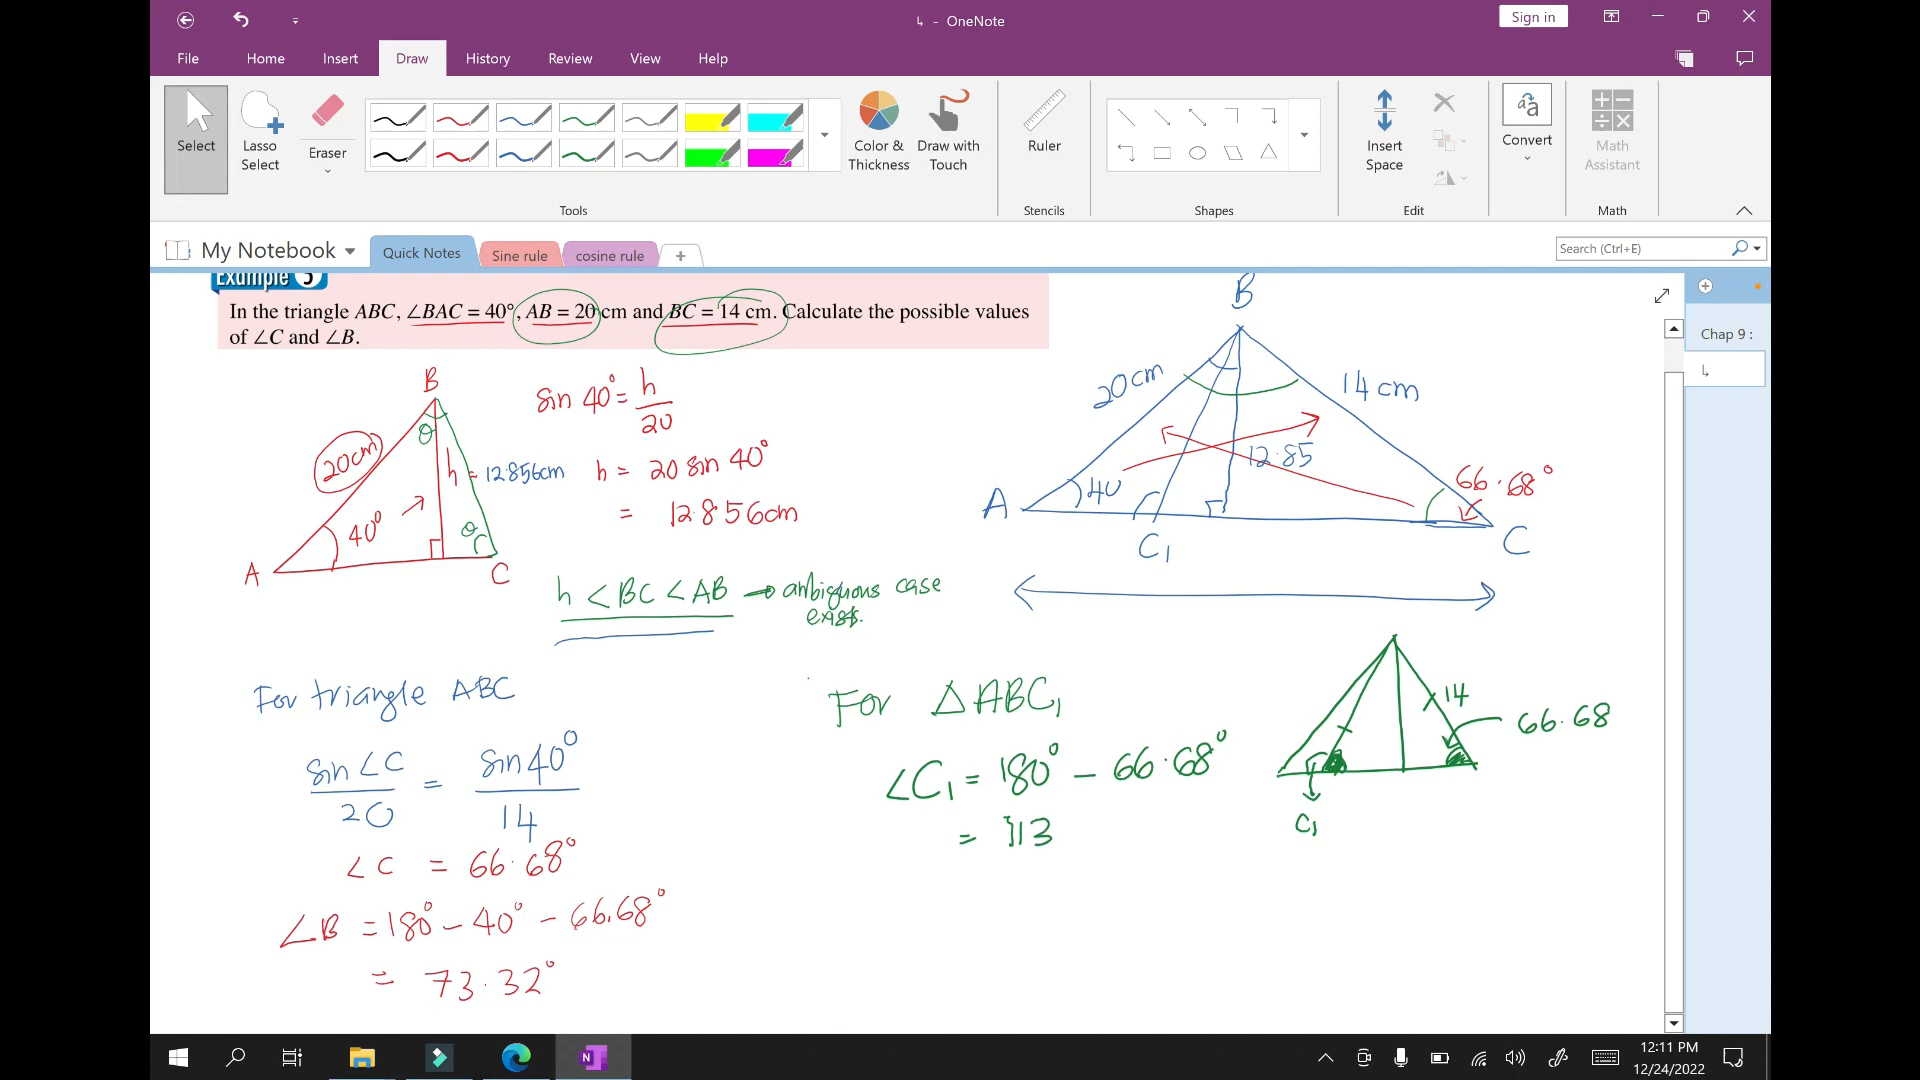 ↳ - OneNote
Sign in
File Home Insert Draw History Review View Help
Select
Lasso Select
Eraser
Color & Thickness
Draw with Touch
Ruler
Insert Space
Convert
Math Assistant
Tools Stencils Shapes Edit Math
My Notebook Quick Notes Sine rule cosine rule +
Search (Ctrl+E)
Chap 9 :
↳
Example 5
In the triangle ABC, ∠BAC = 40°, AB = 20 cm and BC = 14 cm. Calculate the possible values
of ∠C and ∠B.
B
20cm
θ
h = 12.856cm
40°
θ
A
C
sin 40° = h/20
h = 20 sin 40°
= 12.856cm
h < BC < AB → ambiguous case
exists.
B
20cm
14 cm
12.85
66.68°
A
40
C₁
C
For triangle ABC
sin∠C/20 = sin40°/14
∠C = 66.68°
∠B = 180° - 40° - 66.68°
= 73.32°
For △ABC₁
∠C₁ = 180° - 66.68°
= 113
14
66.68
C₁
12:11 PM
12/24/2022